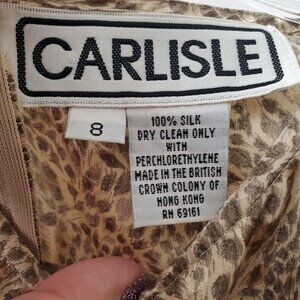 CARLISLE
8
100% SILK
DRY CLEAN ONLY
WITH
PERCHLORETHYLENE
MADE IN THE BRITISH
CROWN COLONY OF
HONG KONG
RN 69161